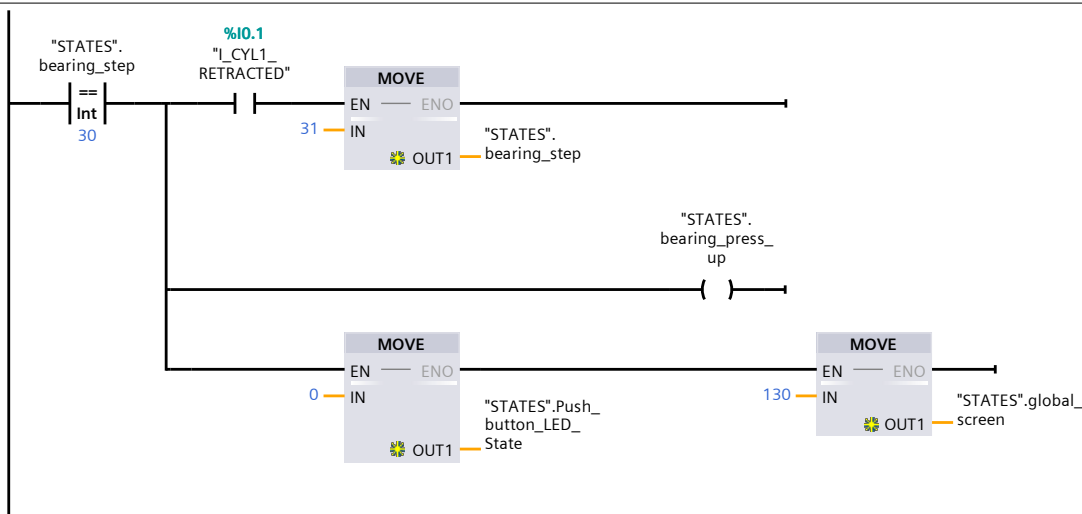 "STATES".
bearing_step
==
Int
30
%I0.1
"I_CYL1_
RETRACTED"
MOVE
EN
ENO
31
IN
OUT1
"STATES".
bearing_step
"STATES".
bearing_press_
up
MOVE
EN
ENO
0
IN
OUT1
"STATES".Push_
button_LED_
State
MOVE
EN
ENO
130
IN
OUT1
"STATES".global_
screen